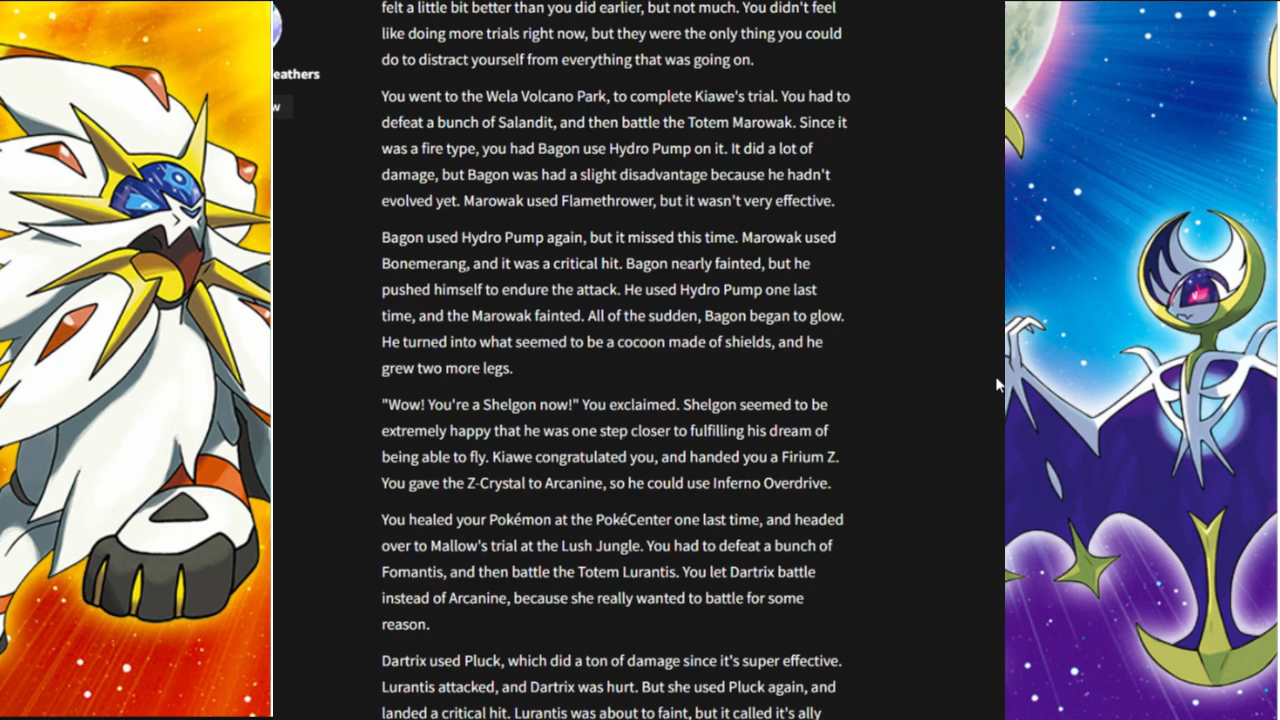 felt a little bit better than you did earlier, but not much. You didn't feel
like doing more trials right now, but they were the only thing you could
do to distract yourself from everything that was going on.
eathers
w
You went to the Wela Volcano Park, to complete Kiawe's trial. You had to
defeat a bunch of Salandit, and then battle the Totem Marowak. Since it
was a fire type, you had Bagon use Hydro Pump on it. It did a lot of
damage, but Bagon was had a slight disadvantage because he hadn't
evolved yet. Marowak used Flamethrower, but it wasn't very effective.
Bagon used Hydro Pump again, but it missed this time. Marowak used
Bonemerang, and it was a critical hit. Bagon nearly fainted, but he
pushed himself to endure the attack. He used Hydro Pump one last
time, and the Marowak fainted. All of the sudden, Bagon began to glow.
He turned into what seemed to be a cocoon made of shields, and he
grew two more legs.
"Wow! You're a Shelgon now!" You exclaimed. Shelgon seemed to be
extremely happy that he was one step closer to fulfilling his dream of
being able to fly. Kiawe congratulated you, and handed you a Firium Z.
You gave the Z-Crystal to Arcanine, so he could use Inferno Overdrive.
You healed your Pokémon at the PokéCenter one last time, and headed
over to Mallow's trial at the Lush Jungle. You had to defeat a bunch of
Fomantis, and then battle the Totem Lurantis. You let Dartrix battle
instead of Arcanine, because she really wanted to battle for some
reason.
Dartrix used Pluck, which did a ton of damage since it's super effective.
Lurantis attacked, and Dartrix was hurt. But she used Pluck again, and
landed a critical hit. Lurantis was about to faint, but it called it's ally